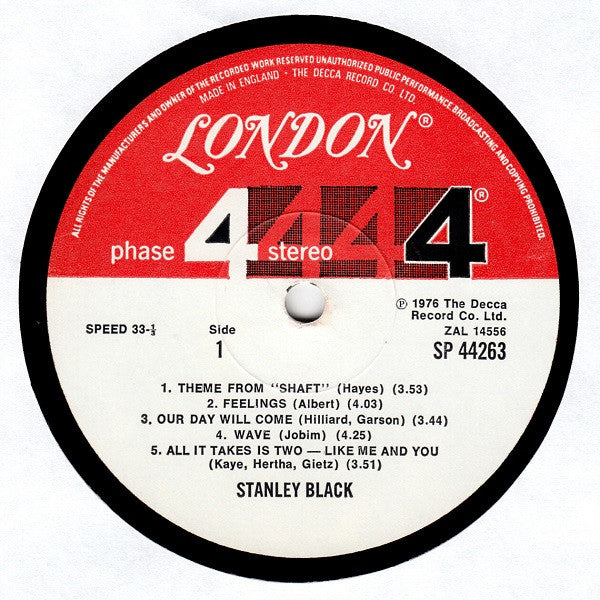 ALL RIGHTS OF THE MANUFACTURERS AND OWNER OF THE RECORDED WORK RESERVED UNAUTHORIZED PUBLIC PERFORMANCE BROADCASTING AND COPYING PROHIBITED.
MADE IN ENGLAND · THE DECCA RECORD CO. LTD.
LONDON®
phase 4 stereo 4 4 4 4®
℗ 1976 The Decca
Record Co. Ltd.
ZAL 14556
SPEED 33-⅓
Side
1
SP 44263
1. THEME FROM "SHAFT" (Hayes) (3.53)
2. FEELINGS (Albert) (4.03)
3. OUR DAY WILL COME (Hilliard, Garson) (3.44)
4. WAVE (Jobim) (4.25)
5. ALL IT TAKES IS TWO — LIKE ME AND YOU
(Kaye, Hertha, Gietz) (3.51)
STANLEY BLACK